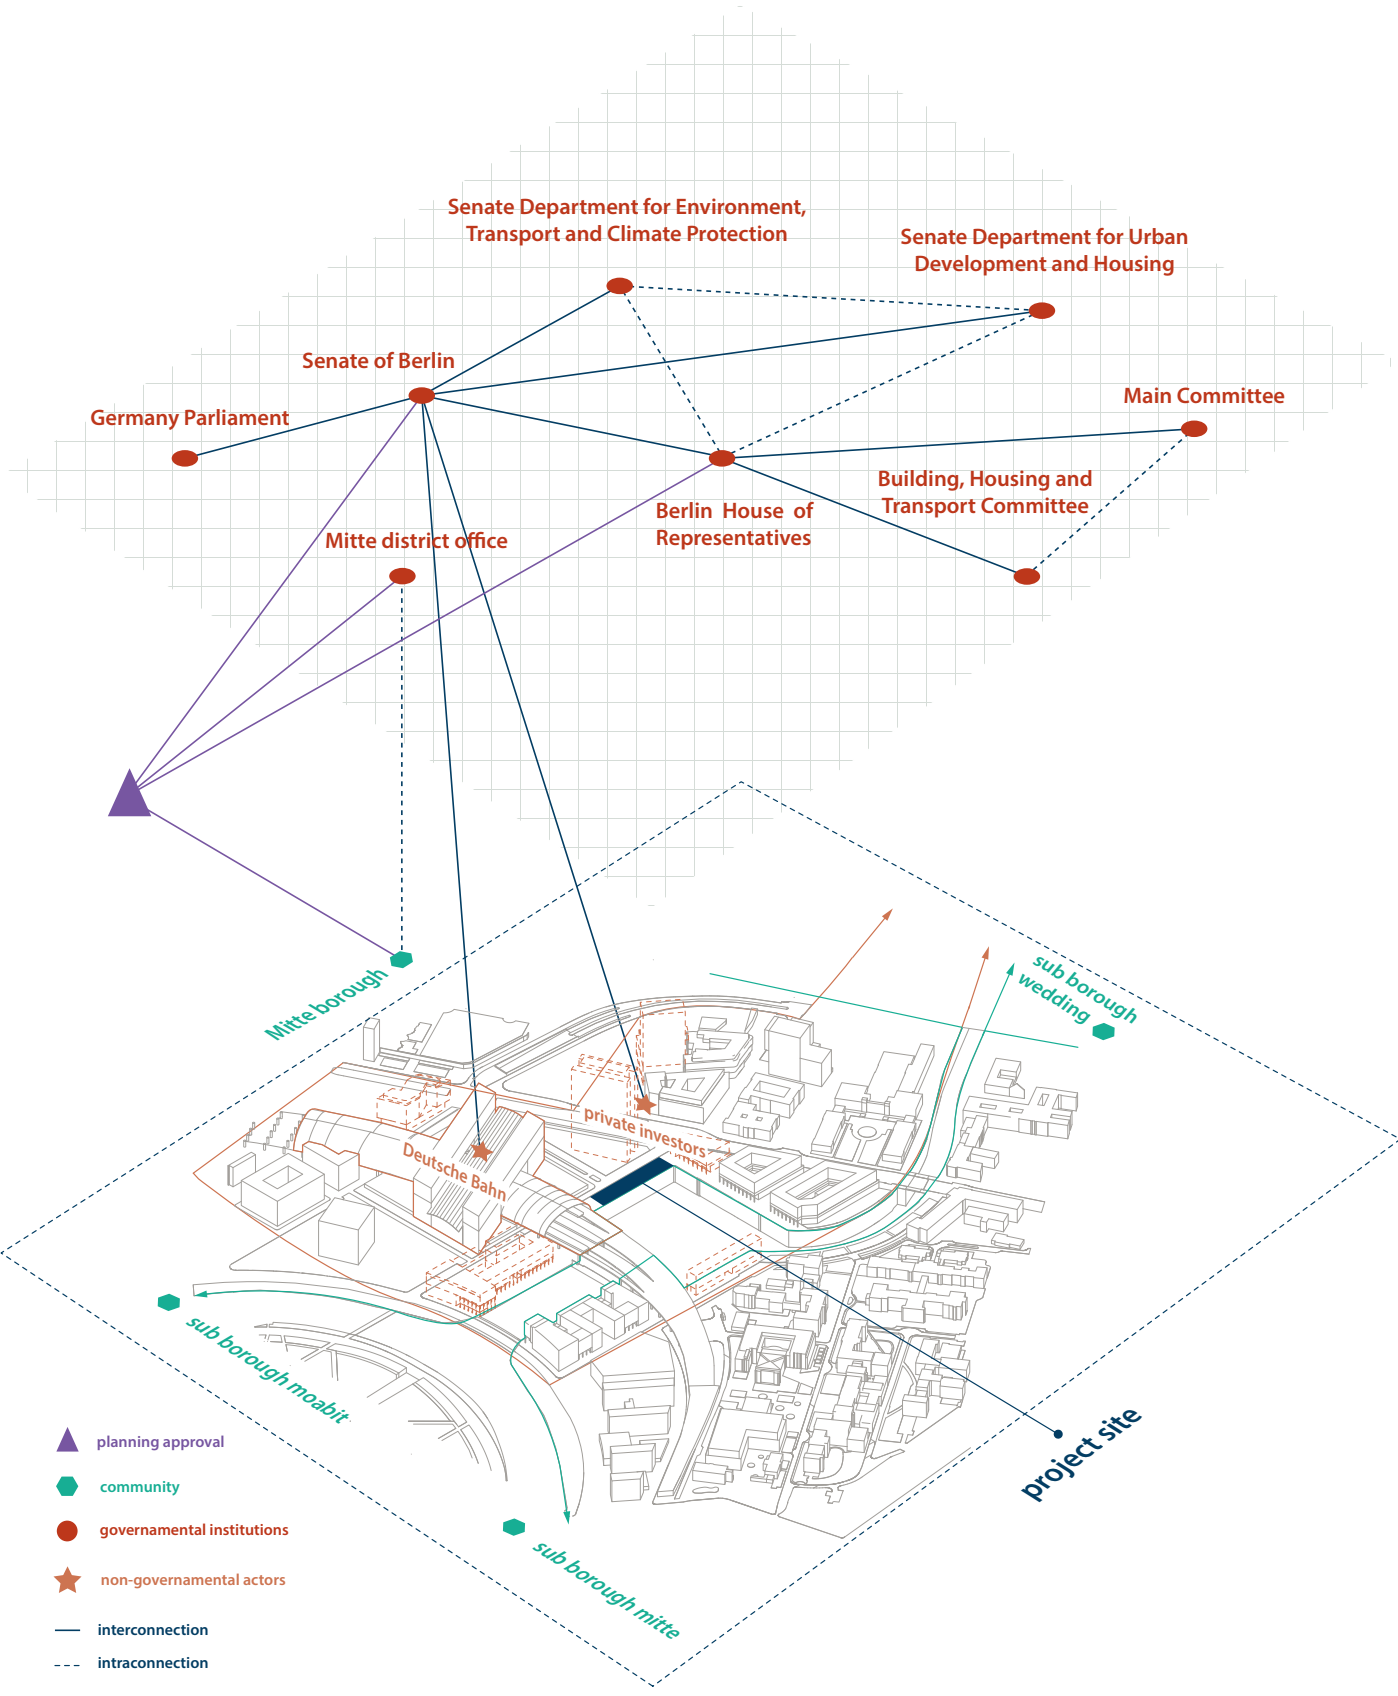 Senate Department for Environment,
Transport and Climate Protection
Senate Department for Urban
Development and Housing
Senate of Berlin
Germany Parliament
Main Committee
Building, Housing and
Transport Committee
Berlin House of
Representatives
Mitte district office
Mitte borough
sub borough
wedding
private investors
Deutsche Bahn
sub borough moabit
project site
sub borough mitte
planning approval
community
governamental institutions
non-governamental actors
interconnection
intraconnection